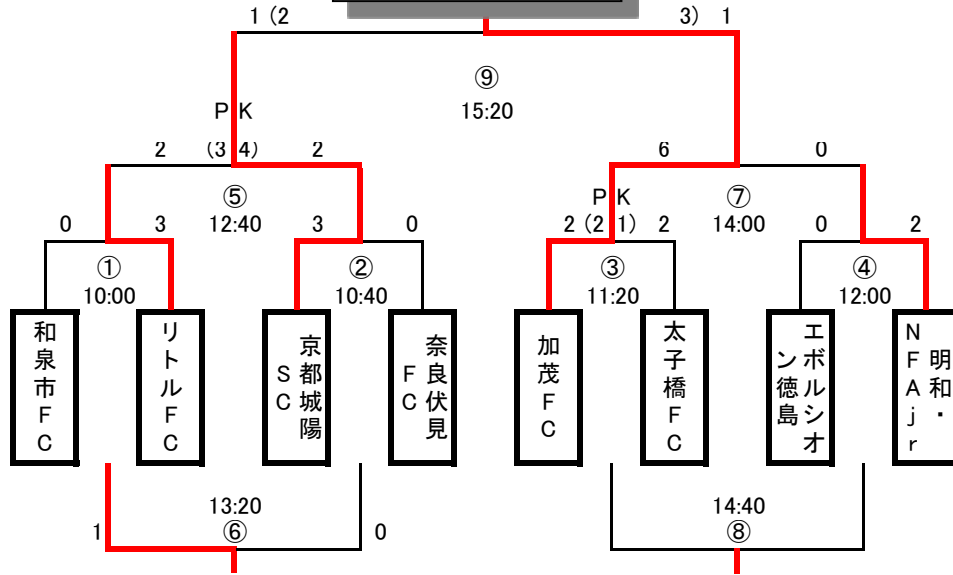 1 (2 3) 1
⑨
15:20
PK
2 (3 4) 2
6 0
⑤
12:40
PK
⑦
14:00
0 3
3 0
2 (2 1) 2
0 2
①
10:00
②
10:40
③
11:20
④
12:00
和泉市FC
リトルFC
京都城陽
SC
奈良伏見
FC
加茂FC
太子橋FC
エボルシオ
ン徳島
明和・
NFAjr
13:20
1 ⑥ 0
14:40
⑧